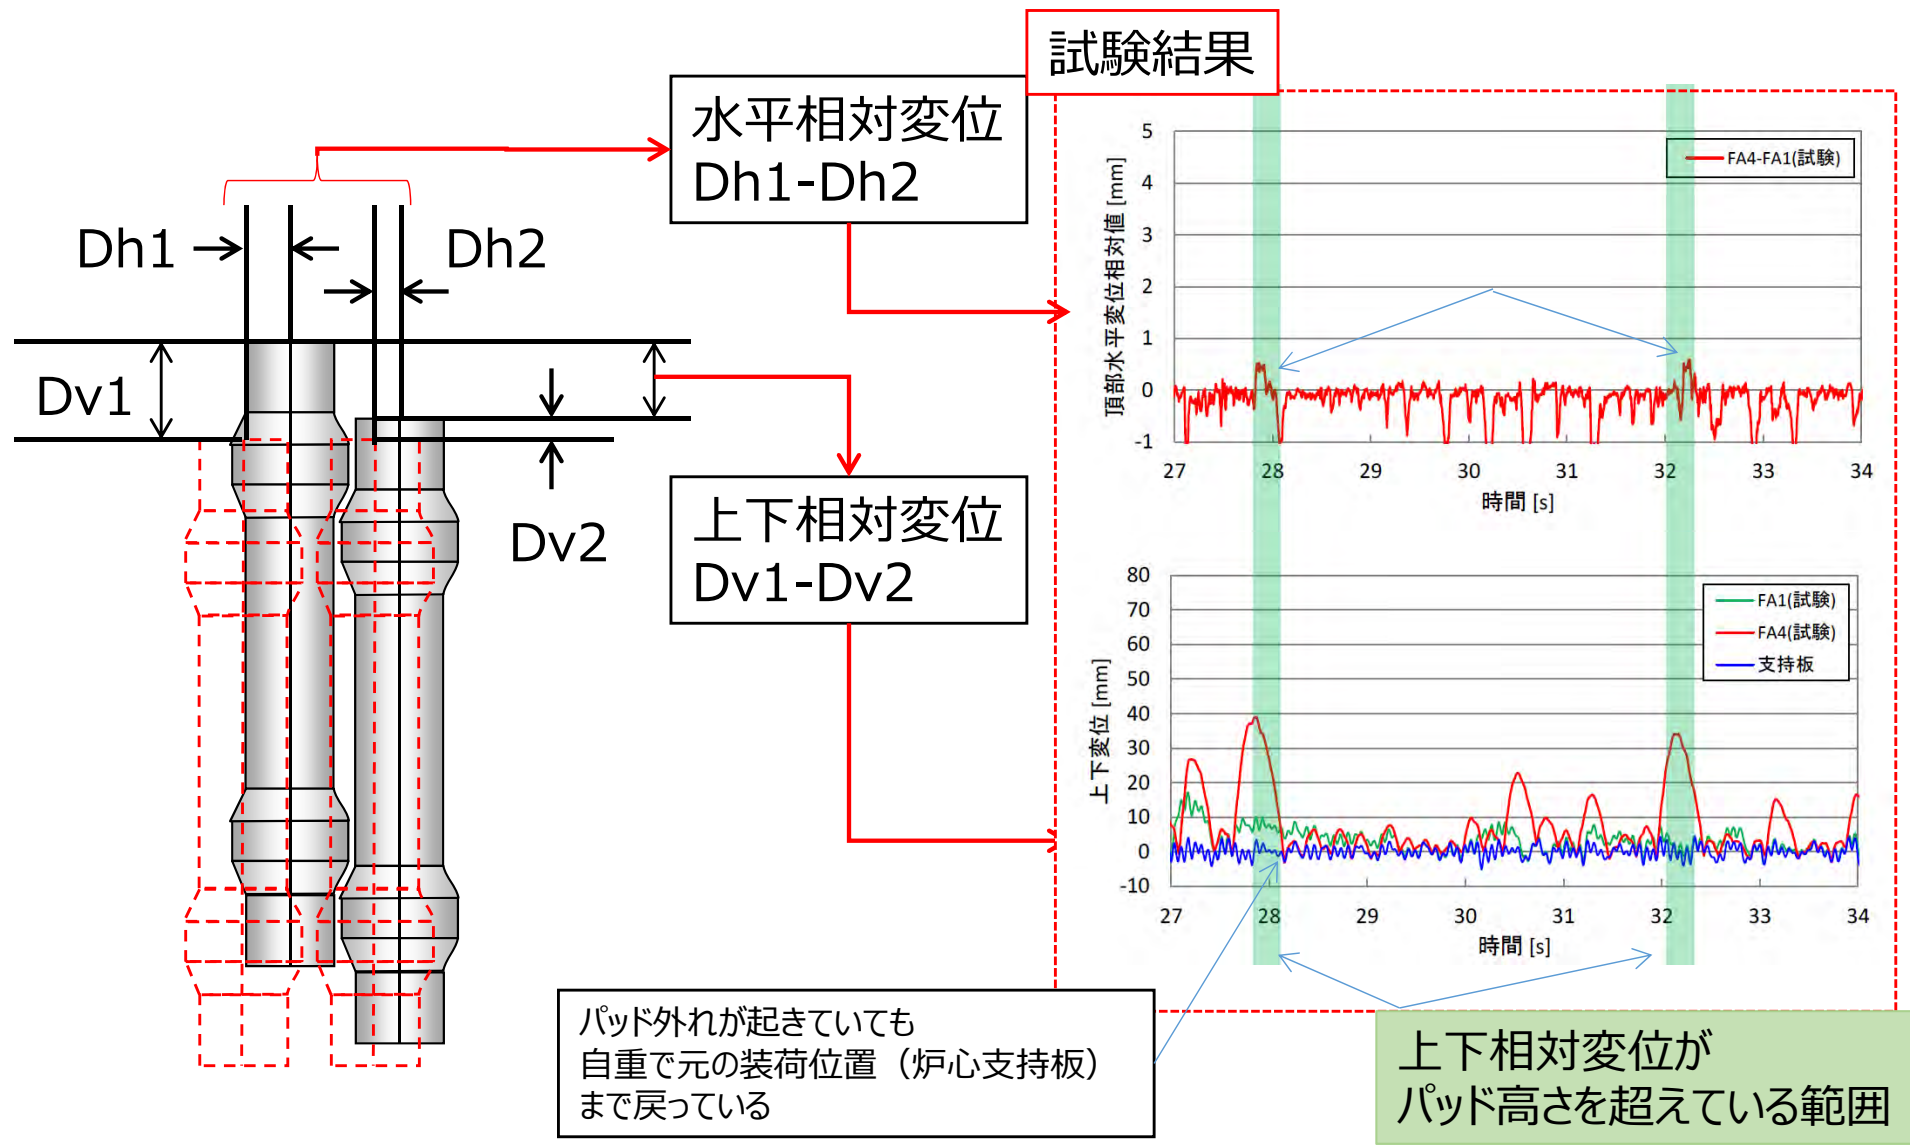 試験結果
水平相対変位
Dh1-Dh2
Dh1
Dh2
Dv1
Dv2
上下相対変位
Dv1-Dv2
頂部水平変位相対値 [mm]
5
4
3
2
1
0
-1
FA4-FA1(試験)
27 28 29 30 31 32 33 34
時間 [s]
上下変位 [mm]
80
70
60
50
40
30
20
10
0
-10
FA1(試験)
FA4(試験)
支持板
27 28 29 30 31 32 33 34
時間 [s]
パッド外れが起きていても
自重で元の装荷位置（炉心支持板）
まで戻っている
上下相対変位が
パッド高さを超えている範囲